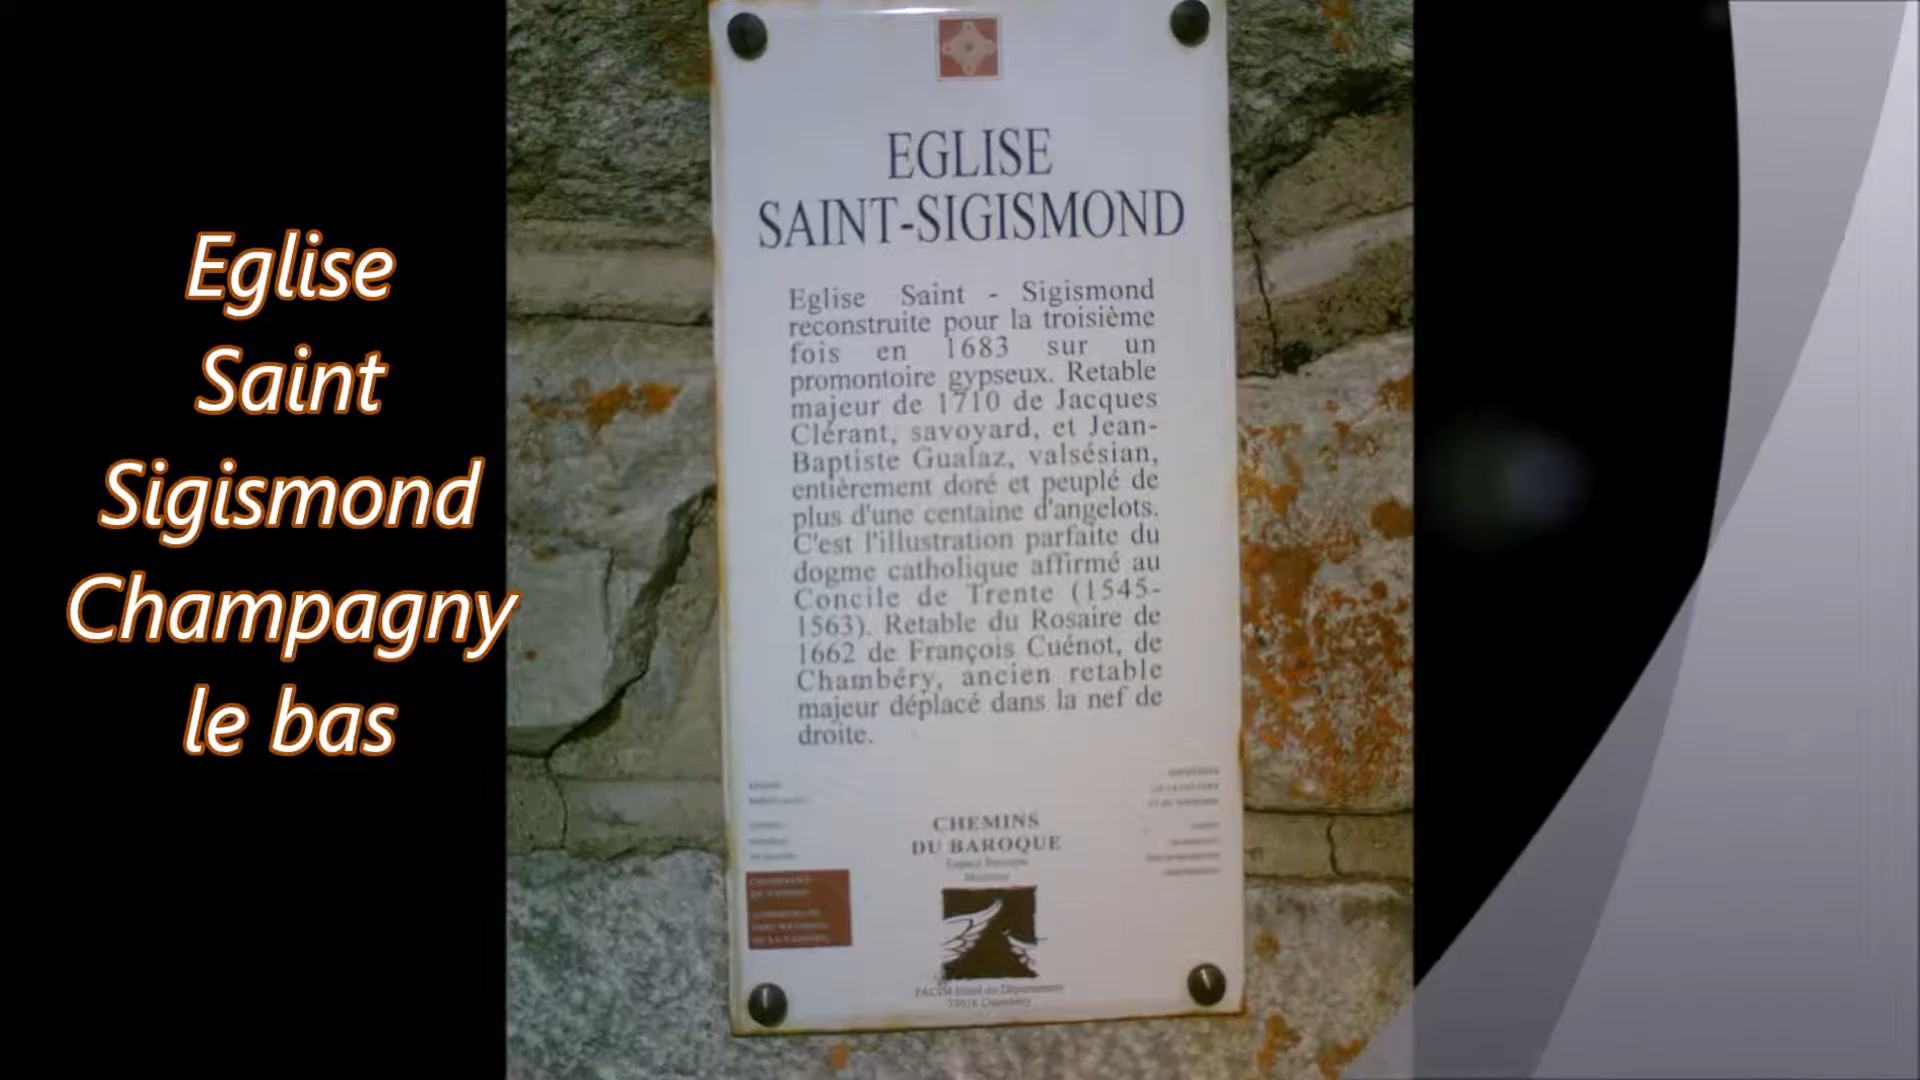 Eglise
Saint
Sigismond
Champagny
le bas
EGLISE
SAINT-SIGISMOND
Eglise Saint - Sigismond
reconstruite pour la troisième
fois en 1683 sur un
promontoire gypseux. Retable
majeur de 1710 de Jacques
Clérant, savoyard, et Jean-
Baptiste Gualaz, valsésian,
entièrement doré et peuplé de
plus d'une centaine d'angelots.
C'est l'illustration parfaite du
dogme catholique affirmé au
Concile de Trente (1545-
1563). Retable du Rosaire de
1662 de François Cuénot, de
Chambéry, ancien retable
majeur déplacé dans la nef de
droite.
CHEMINS
DU BAROQUE